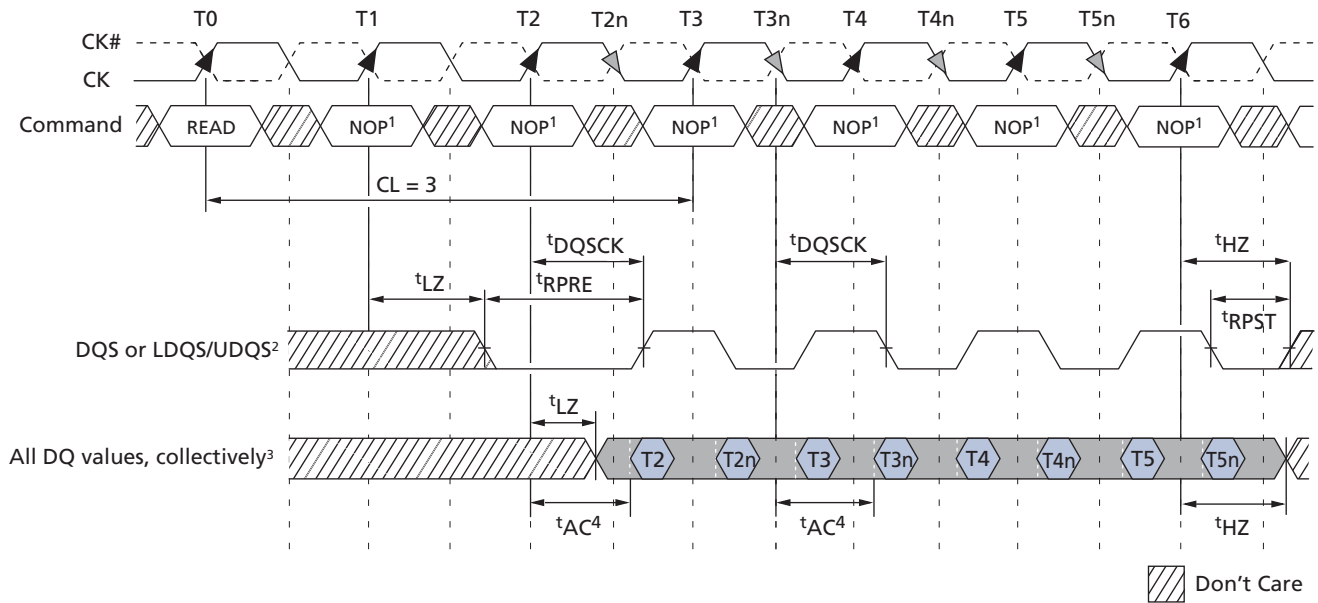 T0 T1 T2 T2n T3 T3n T4 T4n T5 T5n T6
CK#
CK
Command READ NOP¹ NOP¹ NOP¹ NOP¹ NOP¹ NOP¹
CL = 3
ᵗDQSCK ᵗDQSCK ᵗHZ
ᵗLZ ᵗRPRE
ᵗRPST
DQS or LDQS/UDQS²
ᵗLZ
All DQ values, collectively³ T2 T2n T3 T3n T4 T4n T5 T5n
ᵗAC⁴ ᵗAC⁴ ᵗHZ
Don't Care